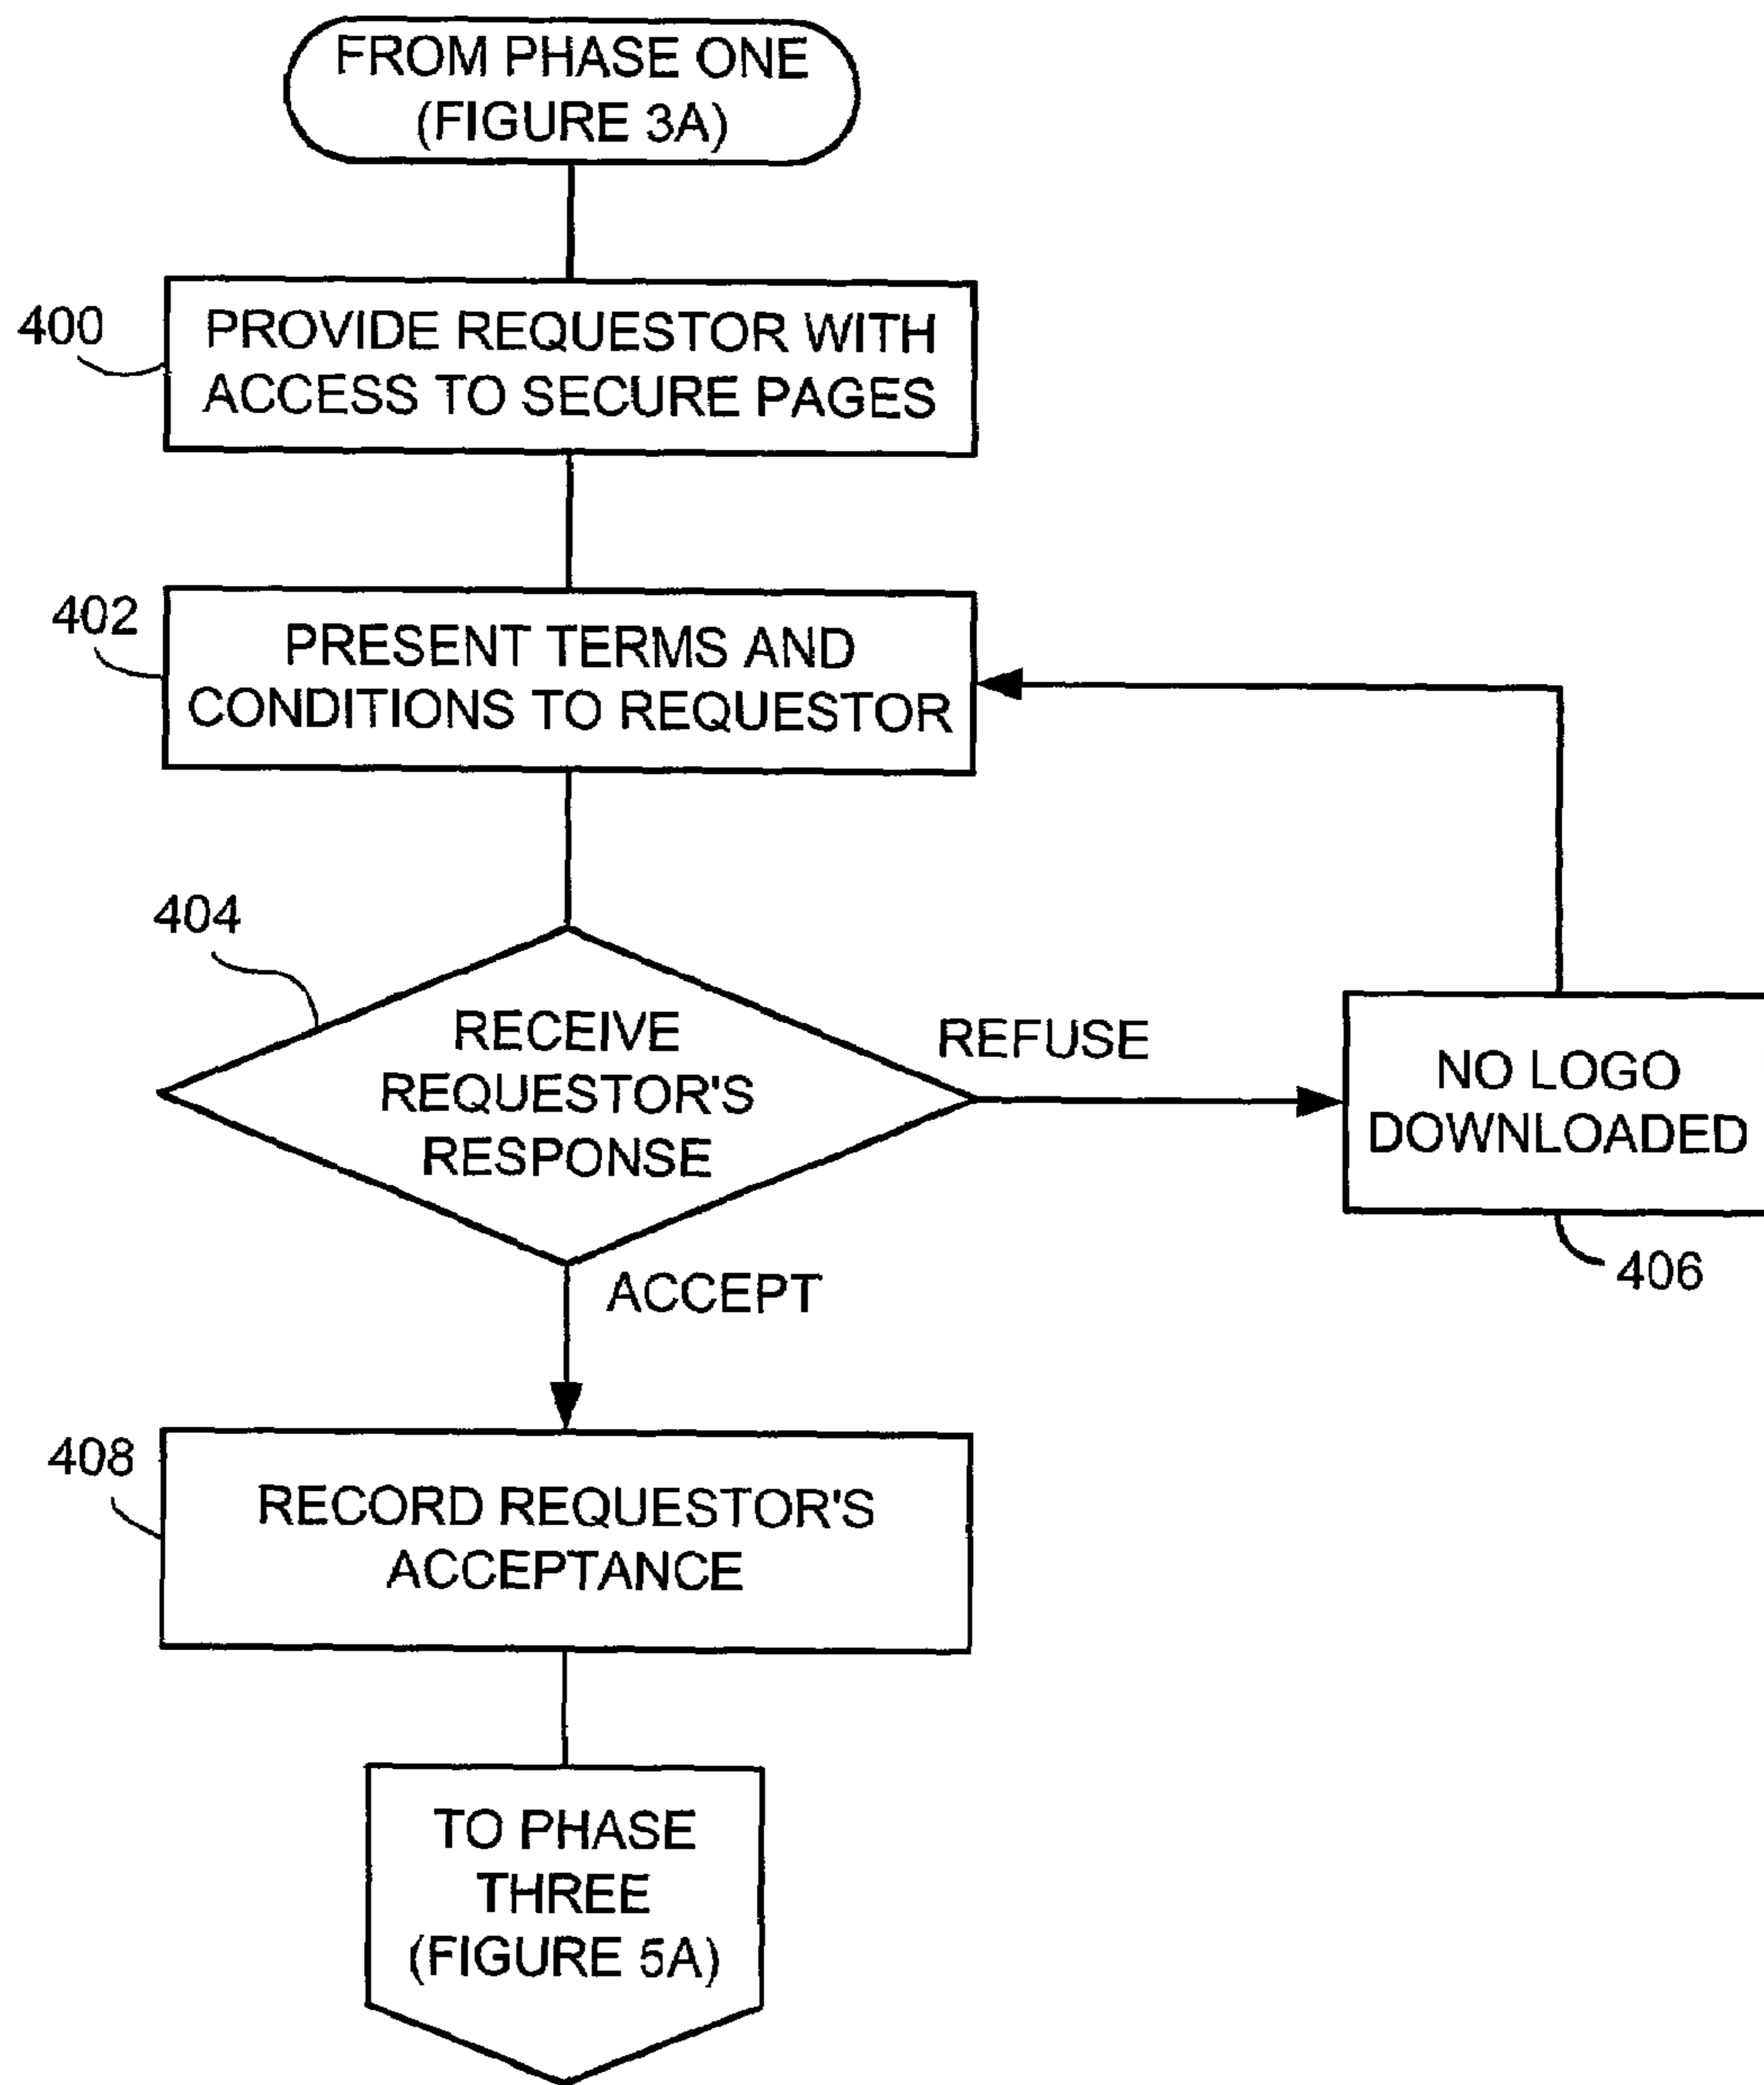 FROM PHASE ONE
(FIGURE 3A)
400
PROVIDE REQUESTOR WITH
ACCESS TO SECURE PAGES
402
PRESENT TERMS AND
CONDITIONS TO REQUESTOR
404
RECEIVE
REQUESTOR'S
RESPONSE
REFUSE
NO LOGO
DOWNLOADED
406
ACCEPT
408
RECORD REQUESTOR'S
ACCEPTANCE
TO PHASE
THREE
(FIGURE 5A)